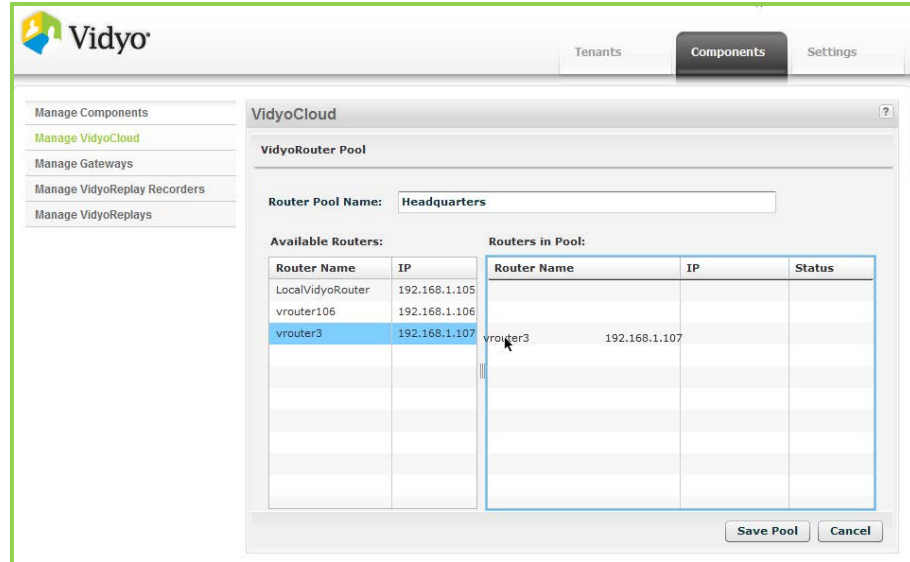 Vidyo
Tenants Components Settings
Manage Components
Manage VidyoCloud
Manage Gateways
Manage VidyoReplay Recorders
Manage VidyoReplays
VidyoCloud ?
VidyoRouter Pool
Router Pool Name: Headquarters
Available Routers: Routers in Pool:
Router Name IP Router Name IP Status
LocalVidyoRouter 192.168.1.105
vrouter106 192.168.1.106
vrouter3 192.168.1.107 vrouter3 192.168.1.107
Save Pool Cancel